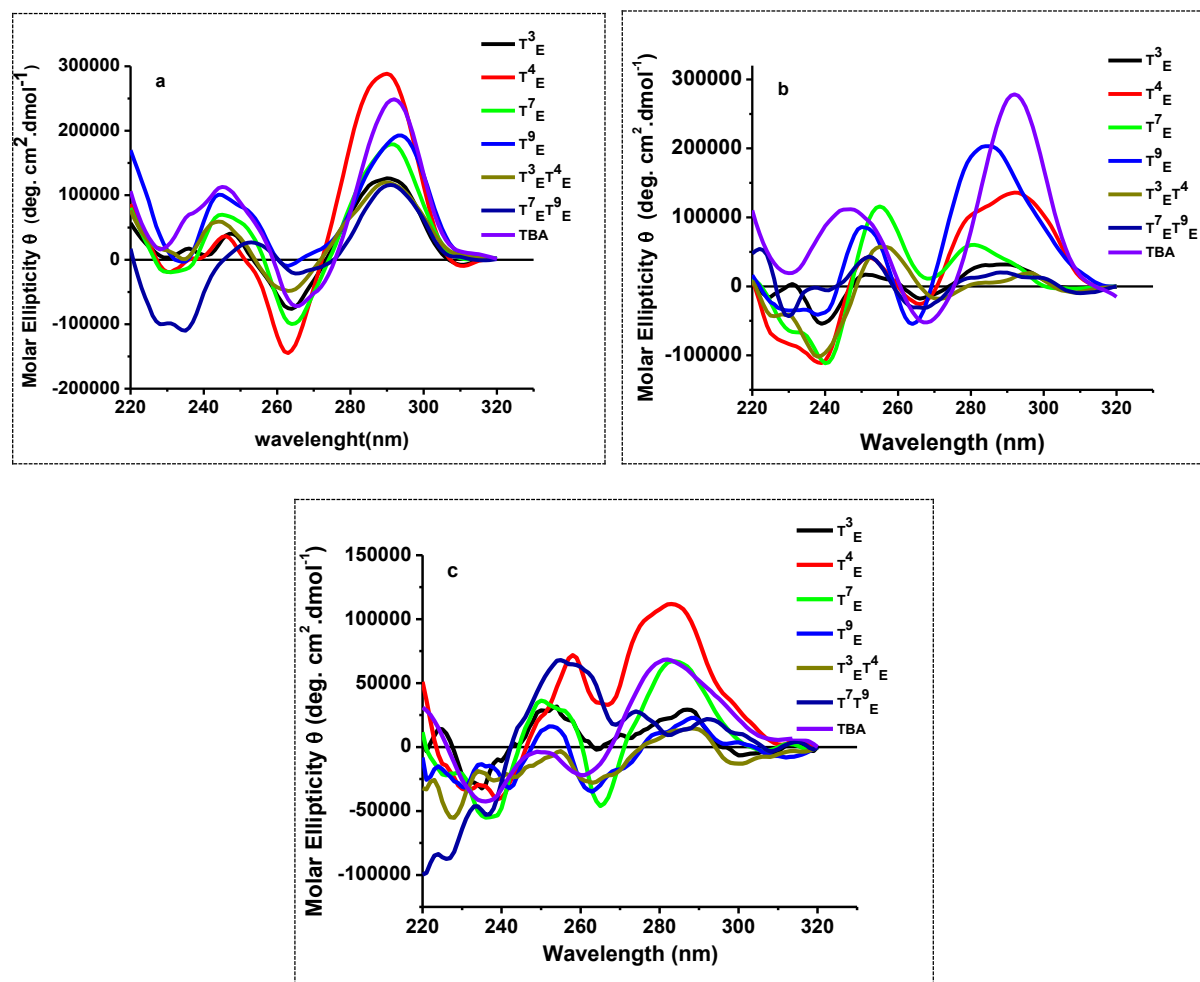 a
Molar Ellipticity θ (deg. cm².dmol⁻¹)
300000
200000
100000
0
-100000
-200000
220 240 260 280 300 320
wavelenght(nm)
T³E
T⁴E
T⁷E
T⁹E
T³ET⁴E
T⁷ET⁹E
TBA
b
Molar Ellipticity θ (deg. cm².dmol⁻¹)
300000
200000
100000
0
-100000
220 240 260 280 300 320
Wavelength (nm)
T³E
T⁴E
T⁷E
T⁹E
T³ET⁴
T⁷ET⁹E
TBA
c
Molar Ellipticity θ (deg. cm².dmol⁻¹)
150000
100000
50000
0
-50000
-100000
220 240 260 280 300 320
Wavelength (nm)
T³E
T⁴E
T⁷E
T⁹E
T³ET⁴E
T⁷T⁹E
TBA